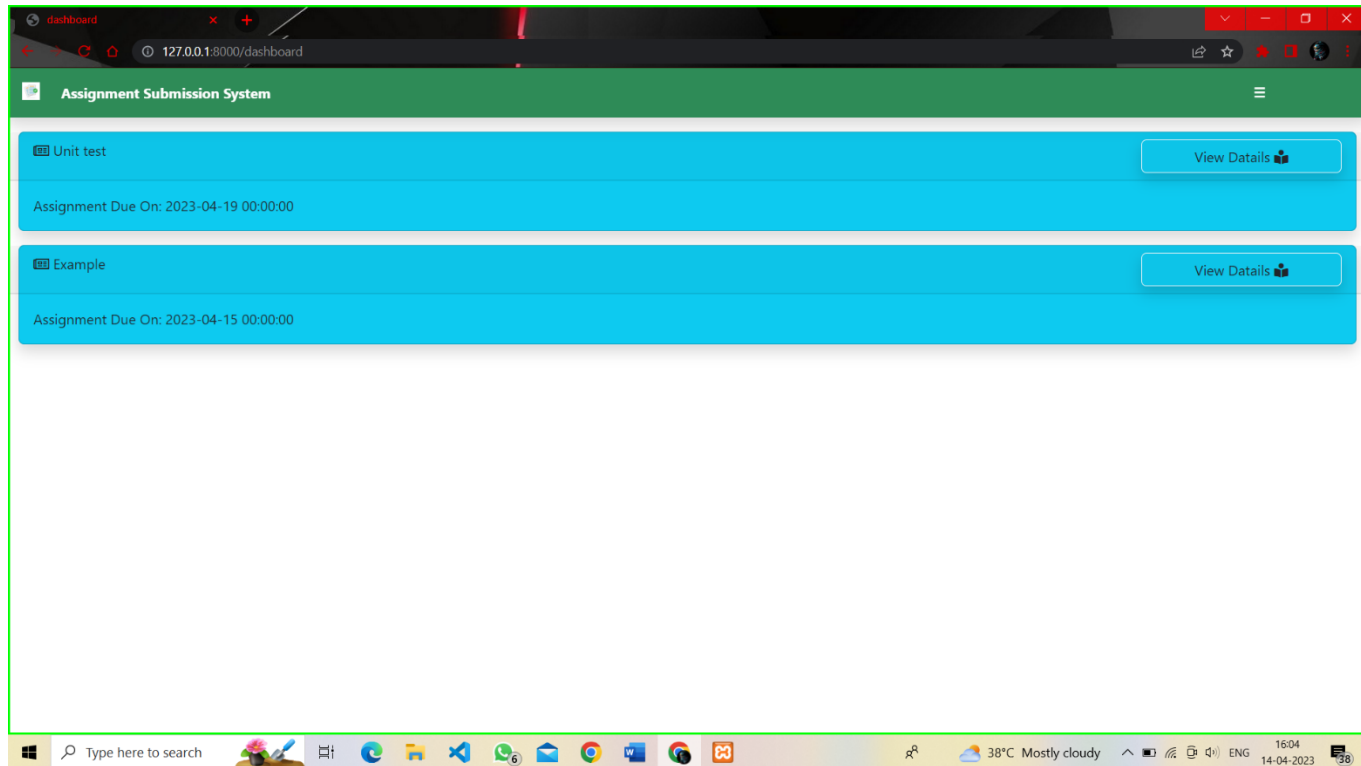 dashboard
127.0.0.1:8000/dashboard
Assignment Submission System
Unit test
View Datails
Assignment Due On: 2023-04-19 00:00:00
Example
View Datails
Assignment Due On: 2023-04-15 00:00:00
Type here to search
6
W
38°C Mostly cloudy
ENG
16:04
14-04-2023
38